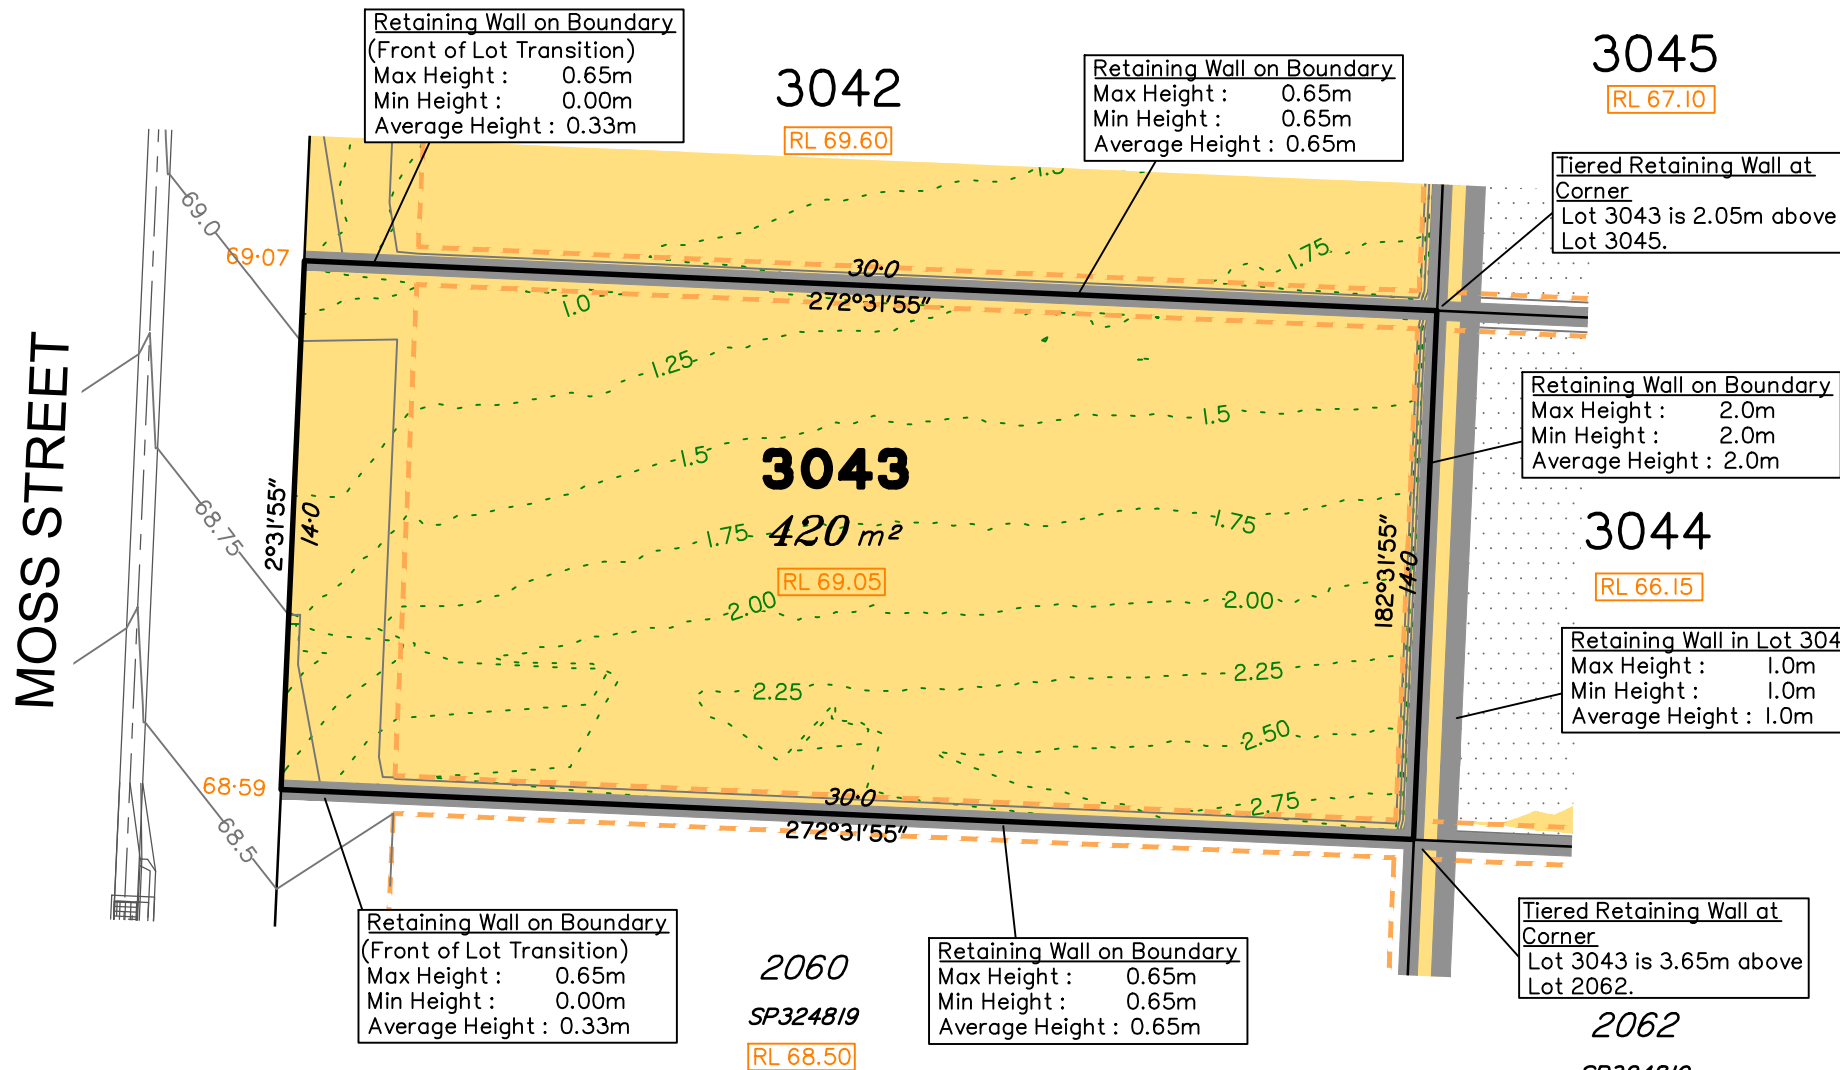 Retaining Wall on Boundary
(Front of Lot Transition)
Max Height : 0.65m
Min Height : 0.00m
Average Height : 0.33m
3042
RL 69.60
Retaining Wall on Boundary
Max Height : 0.65m
Min Height : 0.65m
Average Height : 0.65m
3045
RL 67.10
Tiered Retaining Wall at
Corner
Lot 3043 is 2.05m above
Lot 3045.
69.0
69·07
30·0
272°31'55"
1.75
1.0
1.25
1.5
1.5
MOSS STREET
3043
420 m²
RL 69.05
2°31'55"
14·0
68.75
1.75
1.75
2.00
2.00
182°31'55"
14·0
Retaining Wall on Boundary
Max Height : 2.0m
Min Height : 2.0m
Average Height : 2.0m
3044
RL 66.15
Retaining Wall in Lot 304
Max Height : 1.0m
Min Height : 1.0m
Average Height : 1.0m
2.25
2.25
2.50
2.75
68·59
68.5
30·0
272°31'55"
Retaining Wall on Boundary
(Front of Lot Transition)
Max Height : 0.65m
Min Height : 0.00m
Average Height : 0.33m
2060
SP324819
RL 68.50
Retaining Wall on Boundary
Max Height : 0.65m
Min Height : 0.65m
Average Height : 0.65m
Tiered Retaining Wall at
Corner
Lot 3043 is 3.65m above
Lot 2062.
2062